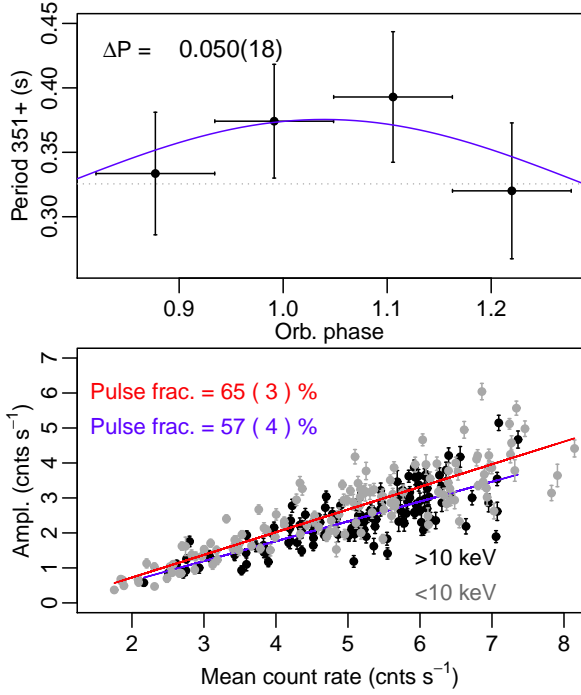 ΔP = 0.050(18)
Period 351+ (s)
0.45
0.40
0.35
0.30
0.9 1.0 1.1 1.2
Orb. phase
Pulse frac. = 65 ( 3 ) %
Pulse frac. = 57 ( 4 ) %
Ampl. (cnts s⁻¹)
7
6
5
4
3
2
1
0
>10 keV
<10 keV
2 3 4 5 6 7 8
Mean count rate (cnts s⁻¹)